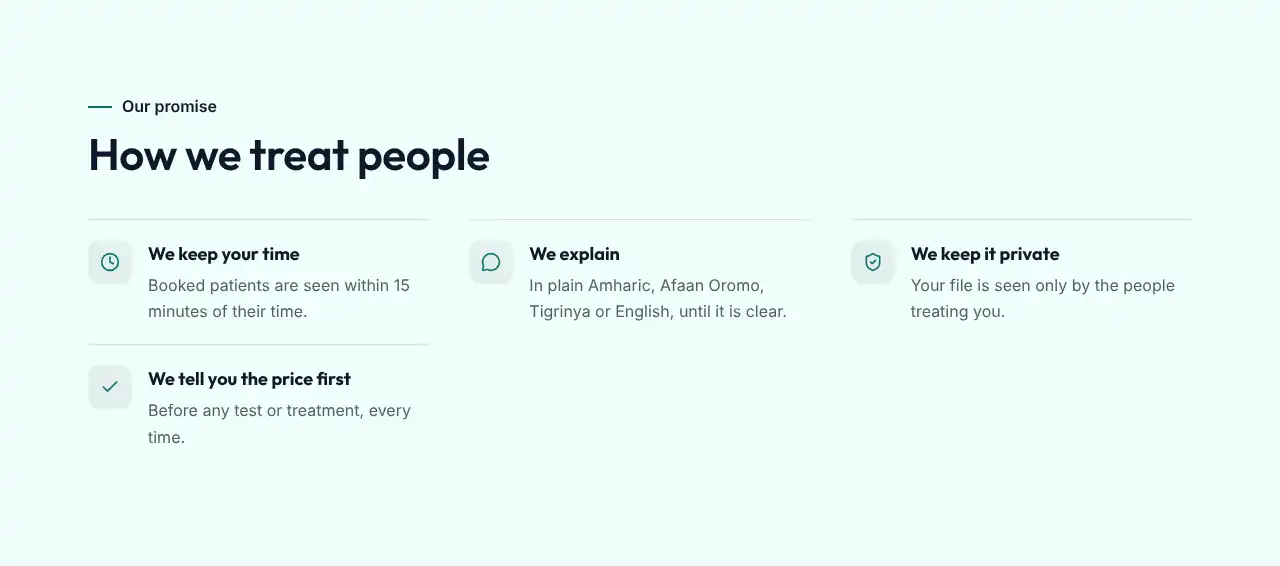 Our promise
How we treat people
We keep your time
Booked patients are seen within 15
minutes of their time.
We explain
In plain Amharic, Afaan Oromo,
Tigrinya or English, until it is clear.
We keep it private
Your file is seen only by the people
treating you.
We tell you the price first
Before any test or treatment, every
time.